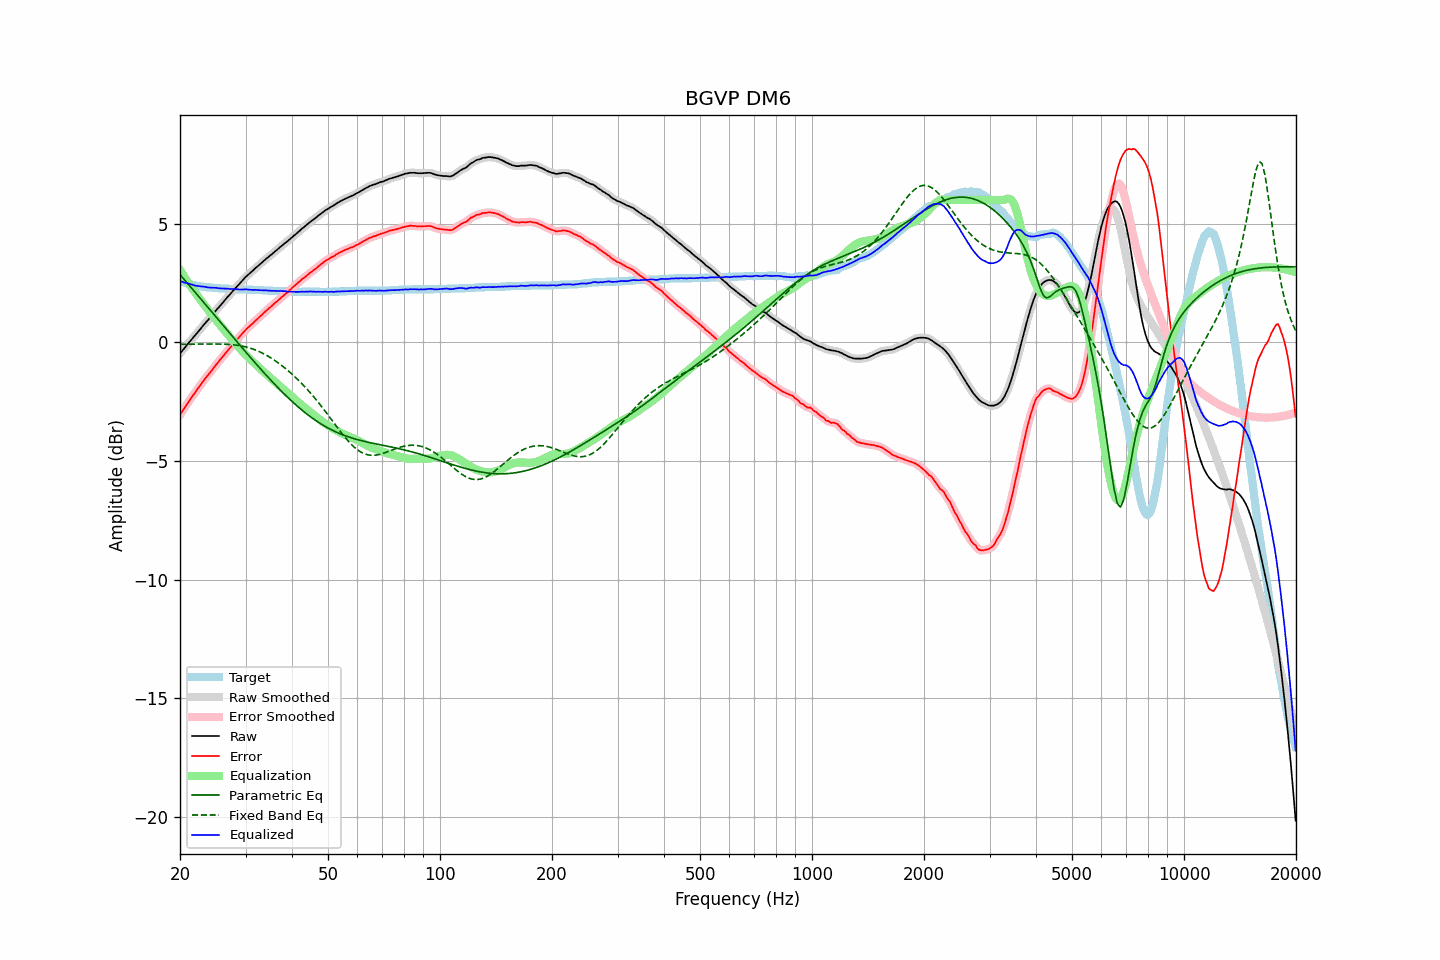 BGVP DM6
Amplitude (dBr)
5
0
−5
−10
−15
−20
Target
Raw Smoothed
Error Smoothed
Raw
Error
Equalization
Parametric Eq
Fixed Band Eq
Equalized
20 50 100 200 500 1000 2000 5000 10000 20000
Frequency (Hz)